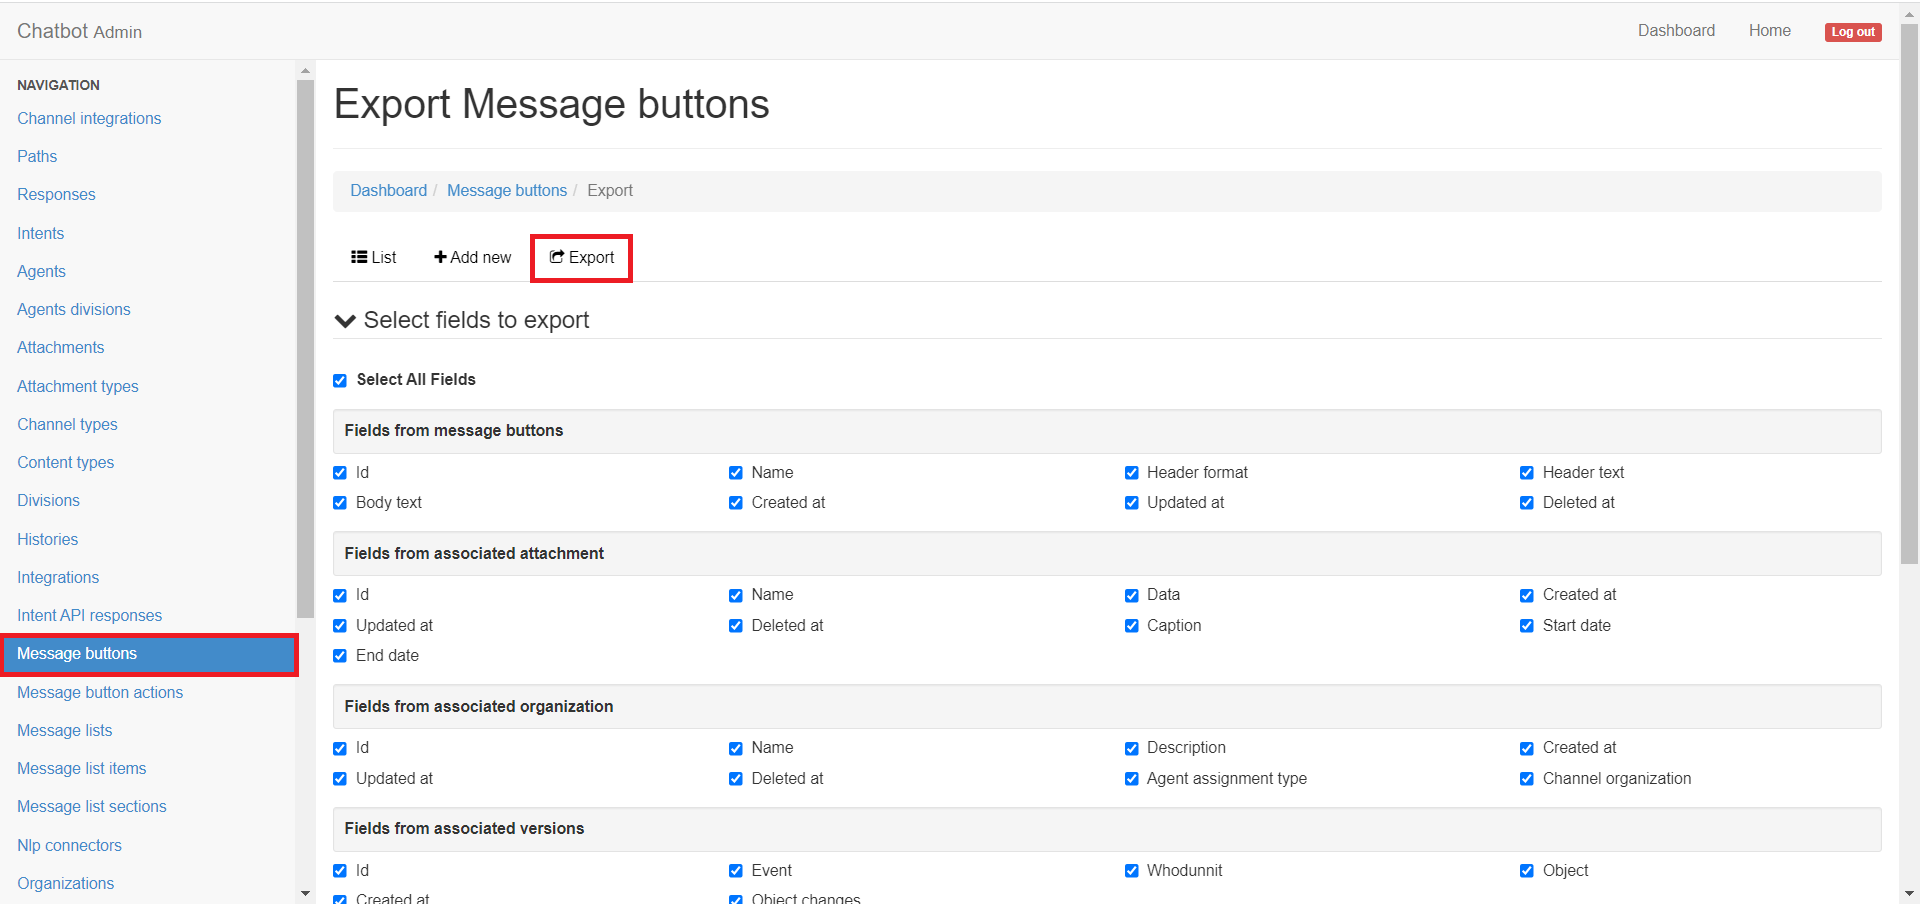 Chatbot Admin
Dashboard Home Log out
NAVIGATION
Channel integrations
Paths
Responses
Intents
Agents
Agents divisions
Attachments
Attachment types
Channel types
Content types
Divisions
Histories
Integrations
Intent API responses
Message buttons
Message button actions
Message lists
Message list items
Message list sections
Nlp connectors
Organizations
Export Message buttons
Dashboard / Message buttons / Export
List Add new Export
Select fields to export
Select All Fields
Fields from message buttons
Id Name Header format Header text
Body text Created at Updated at Deleted at
Fields from associated attachment
Id Name Data Created at
Updated at Deleted at Caption Start date
End date
Fields from associated organization
Id Name Description Created at
Updated at Deleted at Agent assignment type Channel organization
Fields from associated versions
Id Event Whodunnit Object
Created at Object changes